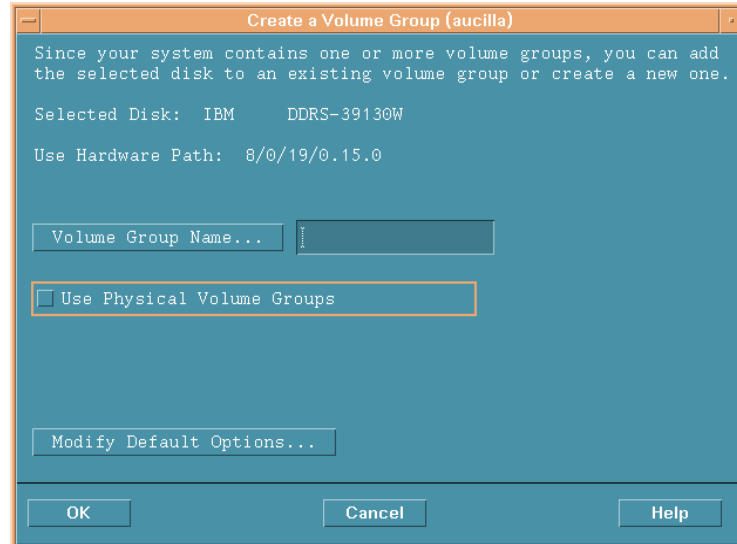 Create a Volume Group (aucilla)
Since your system contains one or more volume groups, you can add
the selected disk to an existing volume group or create a new one.
Selected Disk:  IBM      DDRS-39130W
Use Hardware Path:  8/0/19/0.15.0
Volume Group Name...
Use Physical Volume Groups
Modify Default Options...
OK Cancel Help